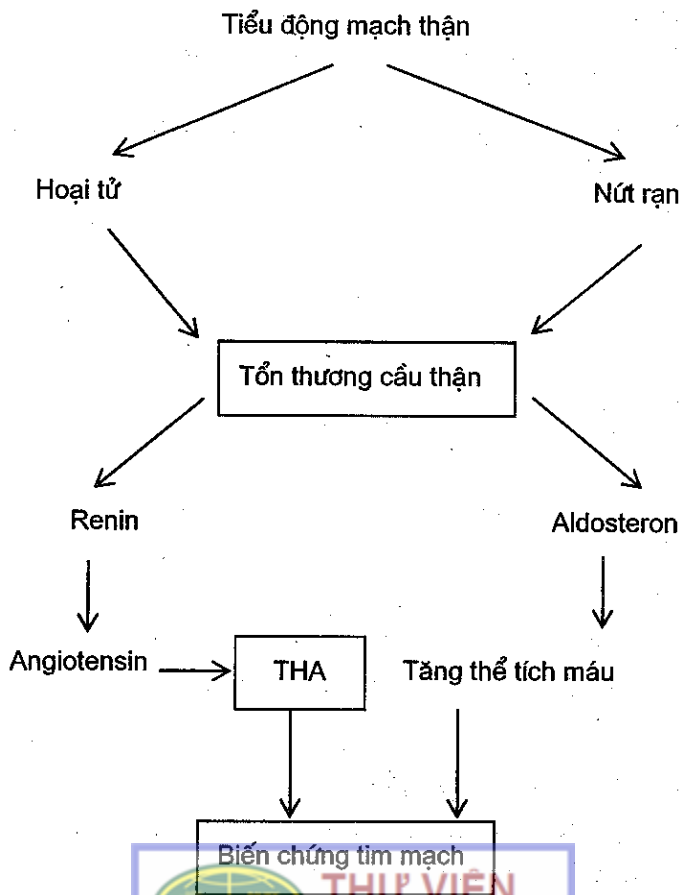 Tiểu động mạch thận
Hoại tử
Nứt rạn
Tổn thương cầu thận
Renin
Aldosteron
Angiotensin
THA
Tăng thể tích máu
Biến chứng tim mạch
THƯ VIỆN